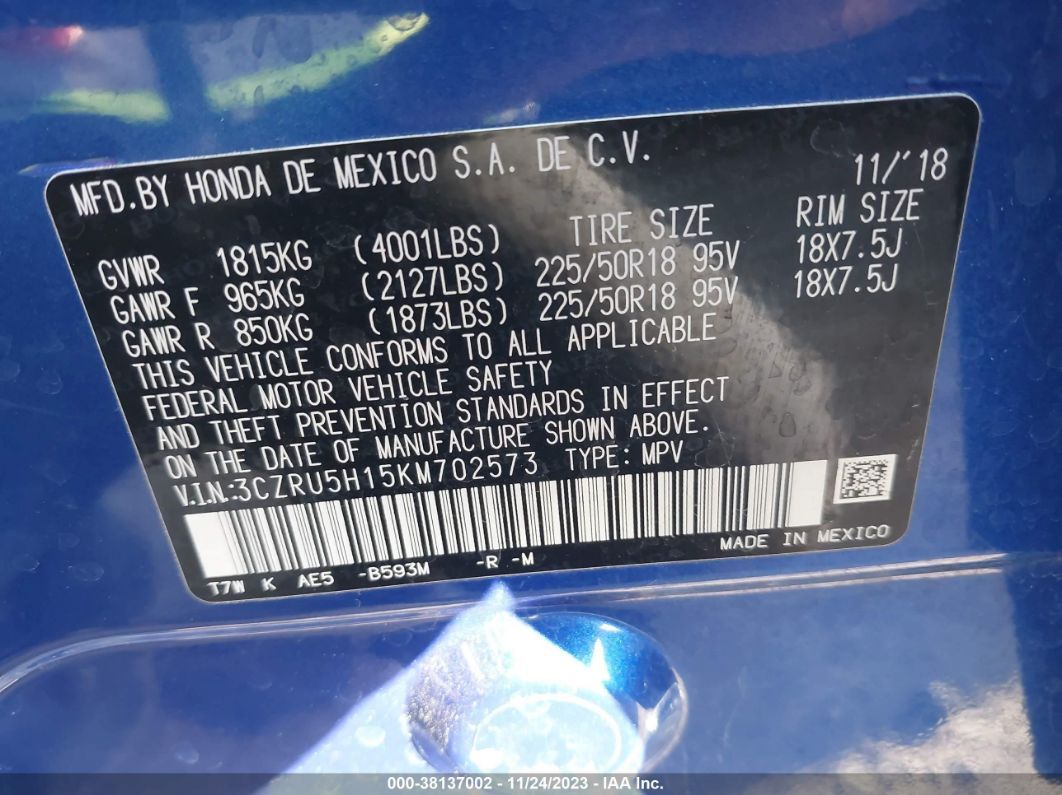 MFD.BY HONDA DE MEXICO S.A. DE C.V. 11/'18
TIRE SIZE RIM SIZE
GVWR 1815KG (4001LBS)
GAWR F 965KG (2127LBS) 225/50R18 95V 18X7.5J
GAWR R 850KG (1873LBS) 225/50R18 95V 18X7.5J
THIS VEHICLE CONFORMS TO ALL APPLICABLE
FEDERAL MOTOR VEHICLE SAFETY
AND THEFT PREVENTION STANDARDS IN EFFECT
ON THE DATE OF MANUFACTURE SHOWN ABOVE.
V.I.N.:3CZRU5H15KM702573 TYPE: MPV
MADE IN MEXICO
T7W K AE5 -B593M -R -M
000-38137002 - 11/24/2023 - IAA Inc.